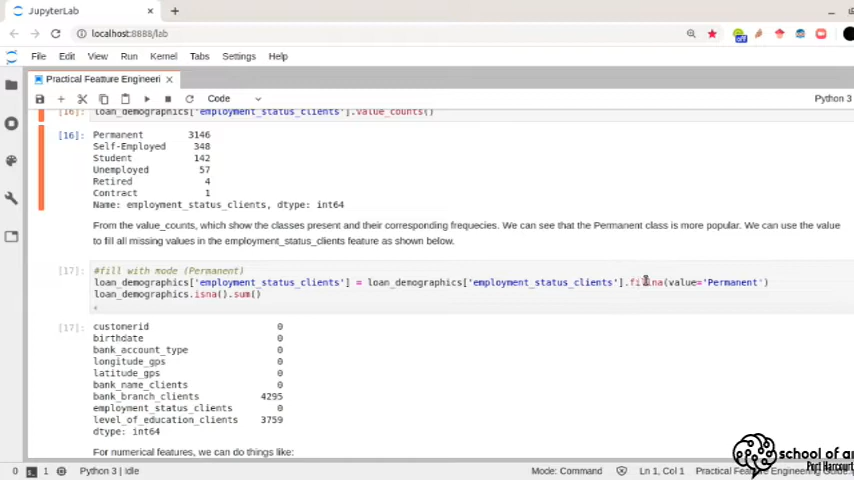 JupyterLab
localhost:8888/lab
off
File Edit View Run Kernel Tabs Settings Help
Practical Featture Engineeri
Code
Python 3
[16]: loan_demographics['employment_status_clients'].value_counts()
[16]: Permanent 3146
Self-Employed 348
Student 142
Unemployed 57
Retired 4
Contract 1
Name: employment_status_clients, dtype: int64
From the value_counts, which show the classes present and their corresponding frequecies. We can see that the Permanent class is more popular. We can use the value
to fill all missing values in the employment_status_clients feature as shown below.
[17]: #fill with mode (Permanent)
loan_demographics['employment_status_clients'] = loan_demographics['employment_status_clients'].fillna(value='Permanent')
loan_demographics.isna().sum()
[17]: customerid 0
birthdate 0
bank_account_type 0
longitude_gps 0
latitude_gps 0
bank_name_clients 0
bank_branch_clients 4295
employment_status_clients 0
level_of_education_clients 3759
dtype: int64
For numerical features, we can do things like:
school of a
Port Harcourt
0 1 Python 3 | Idle Mode: Command Ln 1, Col 1 Practical Featture Engineering